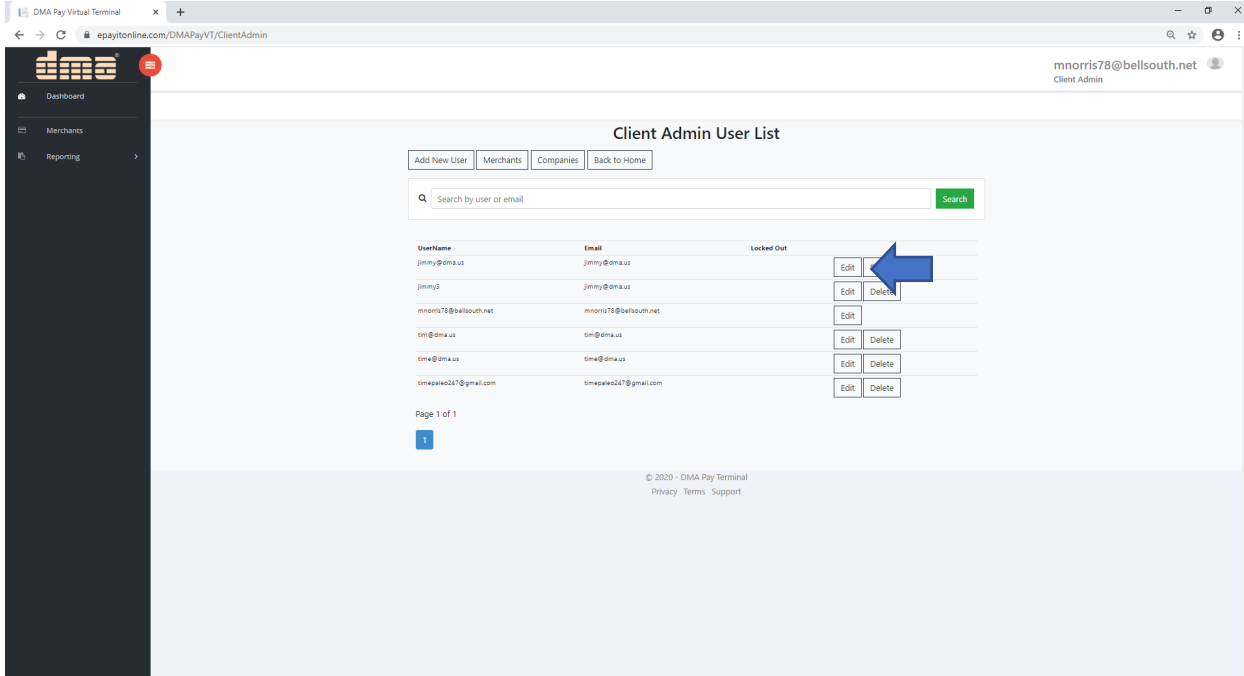 DMA Pay Virtual Terminal
epayitonline.com/DMAPayVT/ClientAdmin
dma
mnorris78@bellsouth.net
Client Admin
Dashboard
Merchants
Reporting
Client Admin User List
Add New User Merchants Companies Back to Home
Search by user or email Search
UserName Email Locked Out
jimmy@dma.us jimmy@dma.us Edit
jimmy3 jimmy@dma.us Edit Delete
mnorris78@bellsouth.net mnorris78@bellsouth.net Edit
tim@dma.us tim@dma.us Edit Delete
time@dma.us time@dma.us Edit Delete
timepaleo247@gmail.com timepaleo247@gmail.com Edit Delete
Page 1 of 1
1
© 2020 - DMA Pay Terminal
Privacy Terms Support